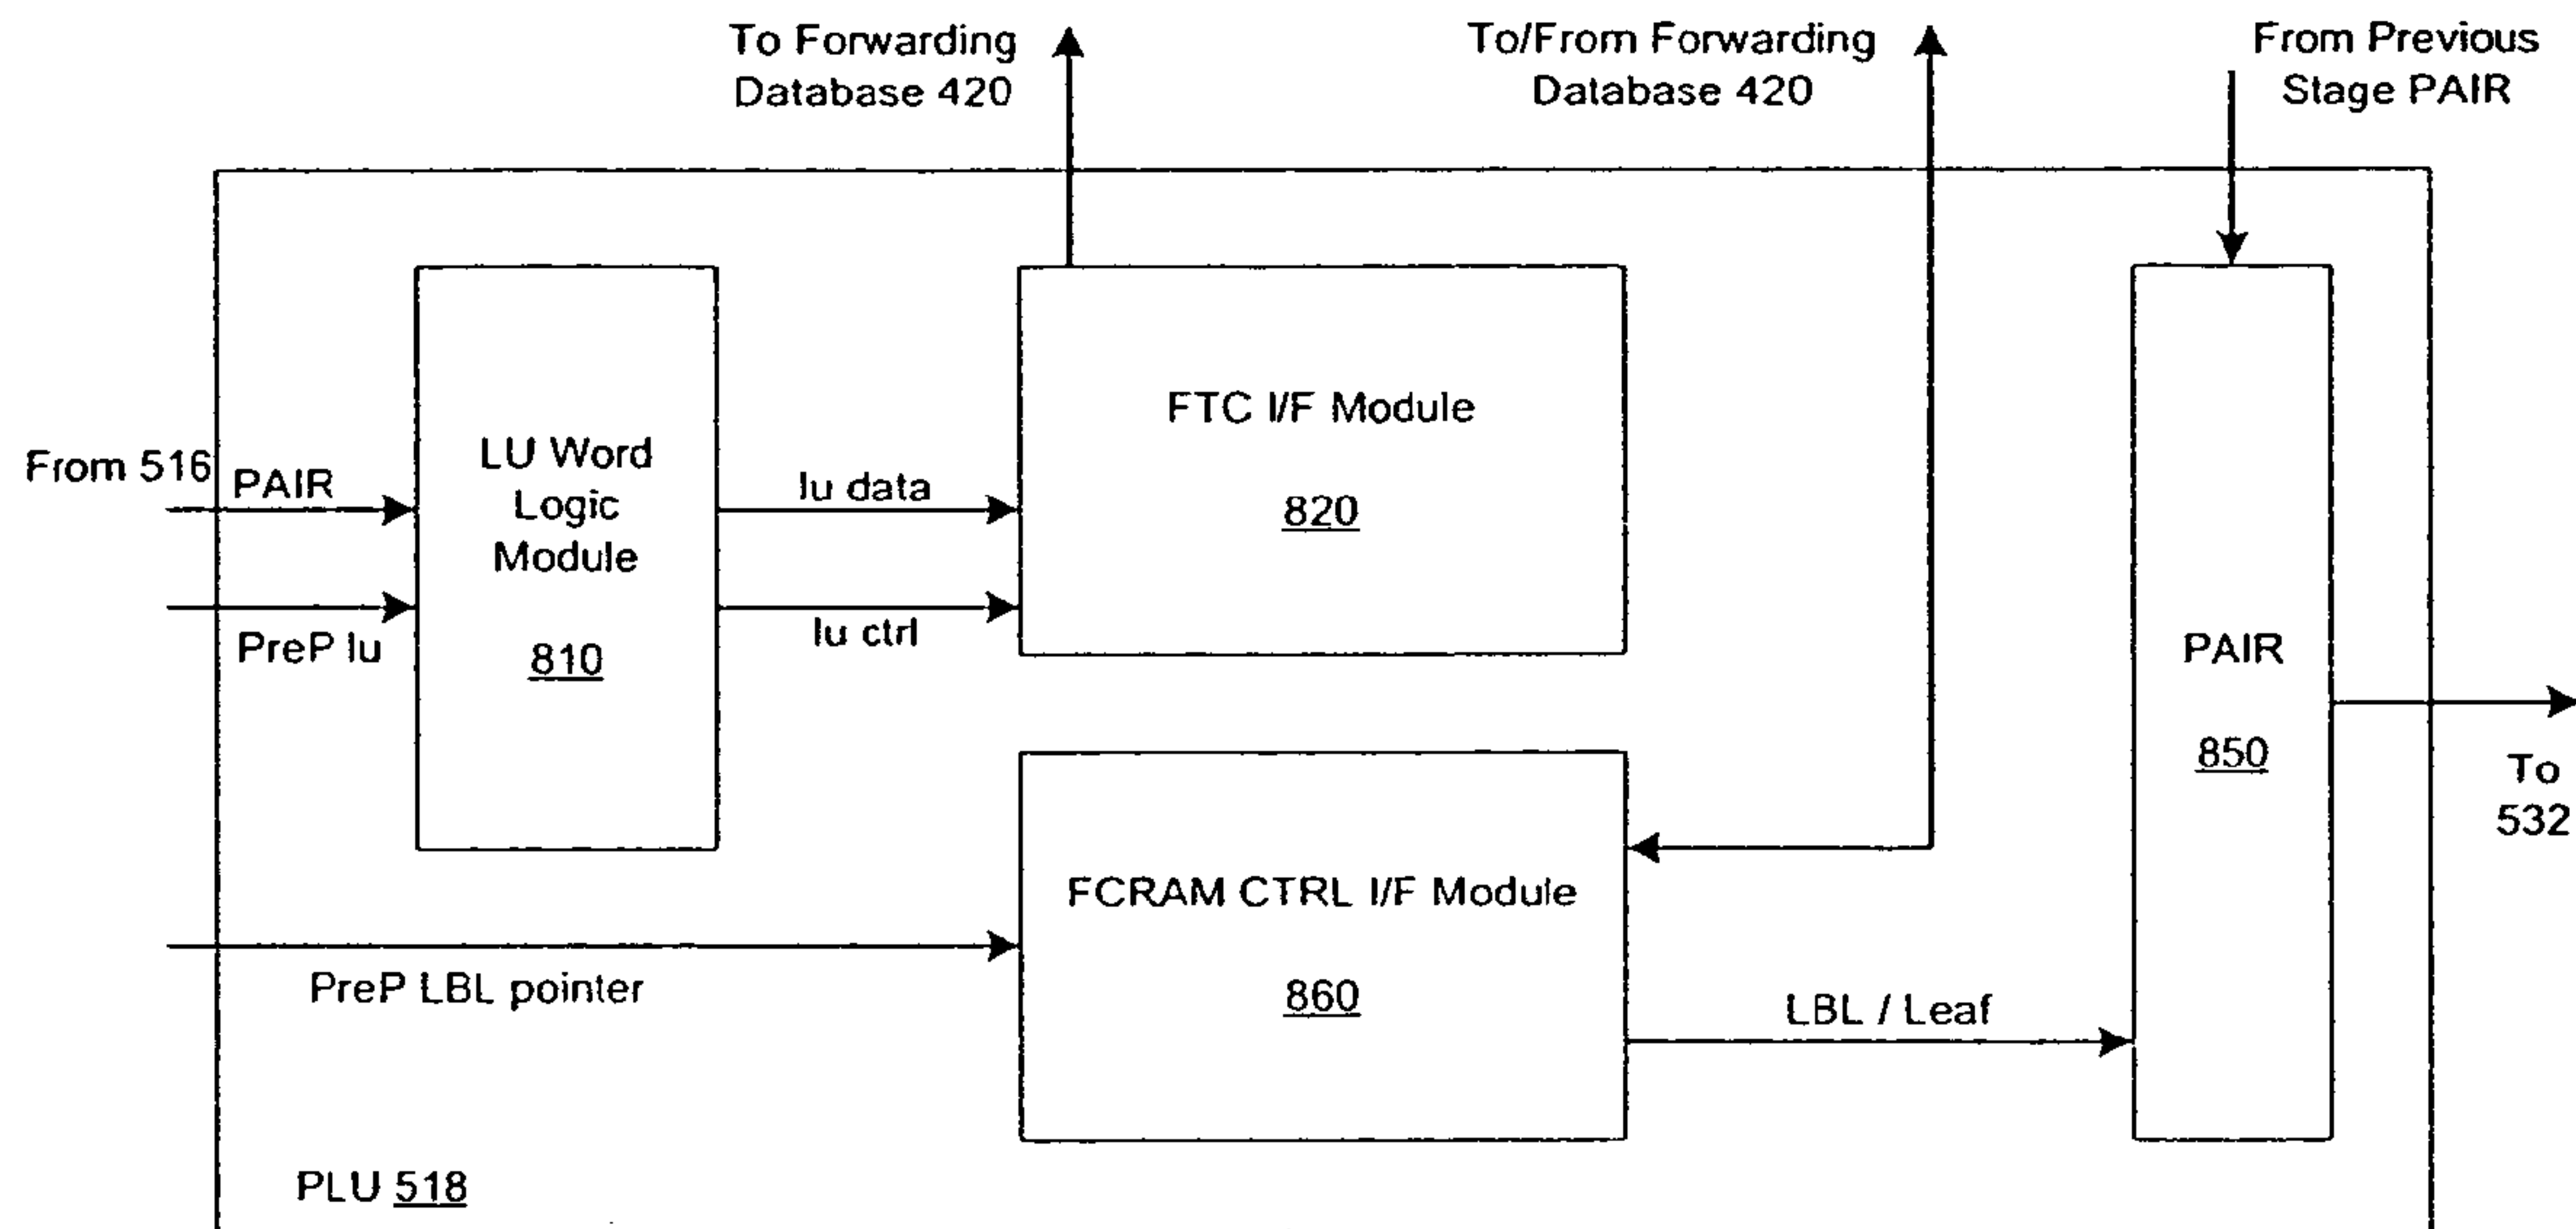 To Forwarding
Database 420
To/From Forwarding
Database 420
From Previous
Stage PAIR
From 516
PAIR
PreP lu
LU Word
Logic
Module
810
lu data
lu ctrl
FTC I/F Module
820
PreP LBL pointer
FCRAM CTRL I/F Module
860
LBL / Leaf
PAIR
850
To
532
PLU 518